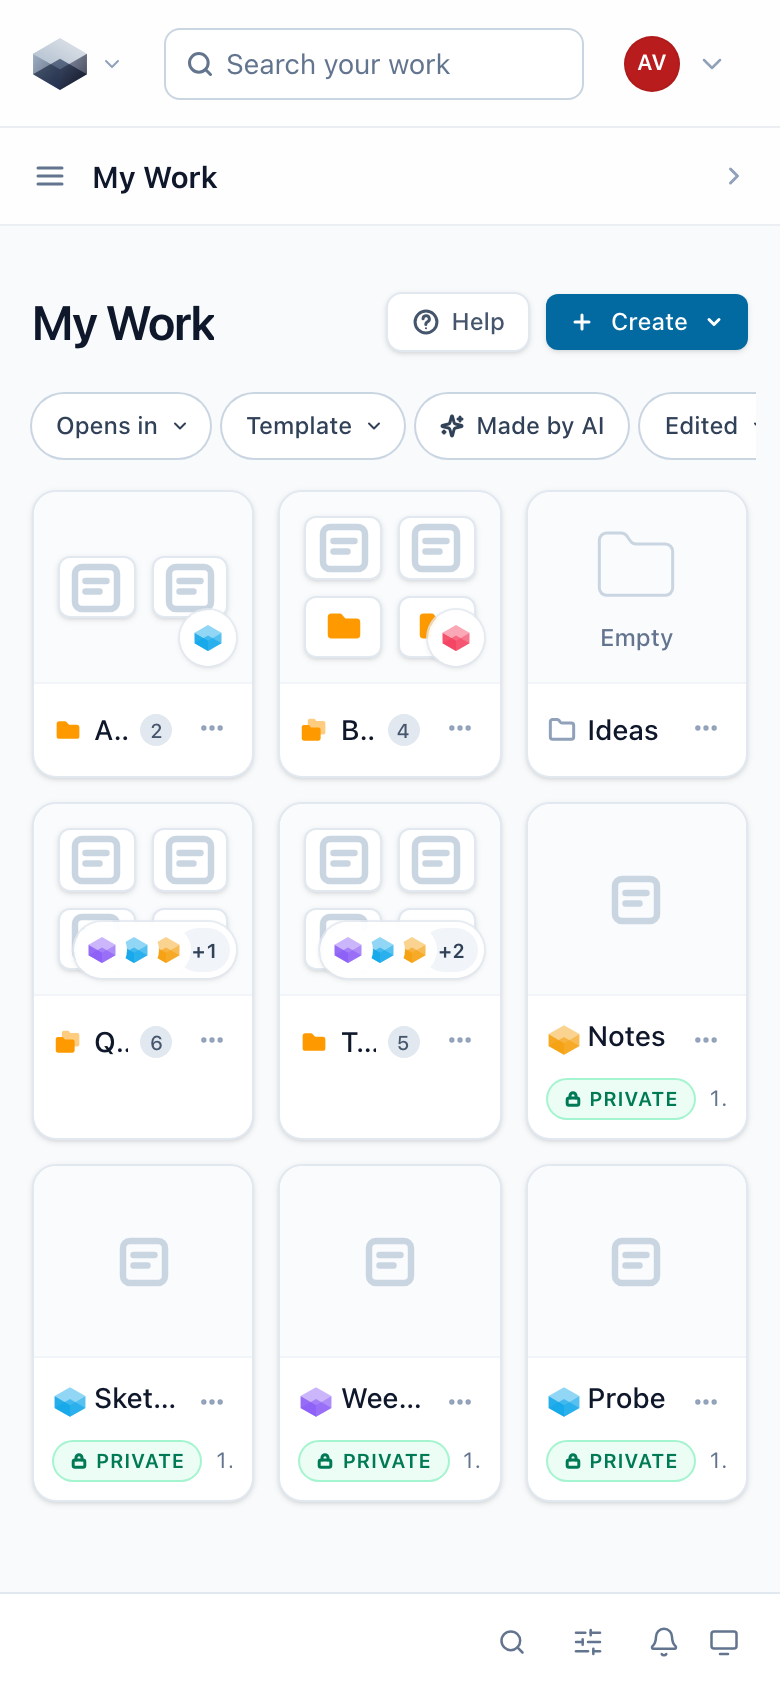 Search your work
AV
My Work
My Work
Help
Create
Opens in
Template
Made by AI
Edited
Empty
A.. 2
B.. 4
Ideas
+1
+2
Q.. 6
T... 5
Notes
PRIVATE 1.
Sket...
Wee...
Probe
PRIVATE 1.
PRIVATE 1.
PRIVATE 1.